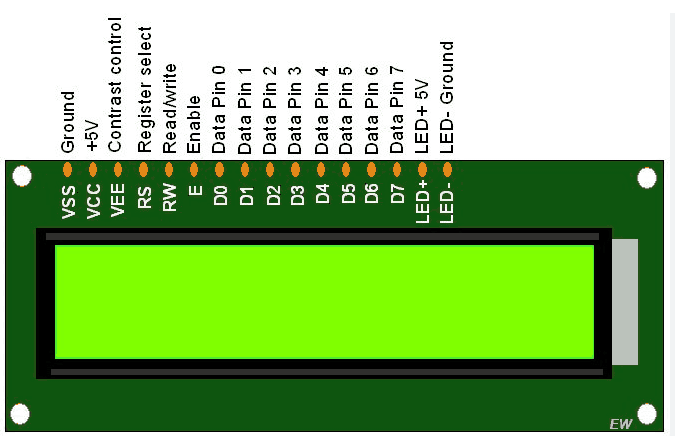 Ground
+5V
Contrast control
Register select
Read/write
Enable
Data Pin 0
Data Pin 1
Data Pin 2
Data Pin 3
Data Pin 4
Data Pin 5
Data Pin 6
Data Pin 7
LED+ 5V
LED- Ground
VSS
VCC
VEE
RS
RW
E
D0
D1
D2
D3
D4
D5
D6
D7
LED+
LED-
EW